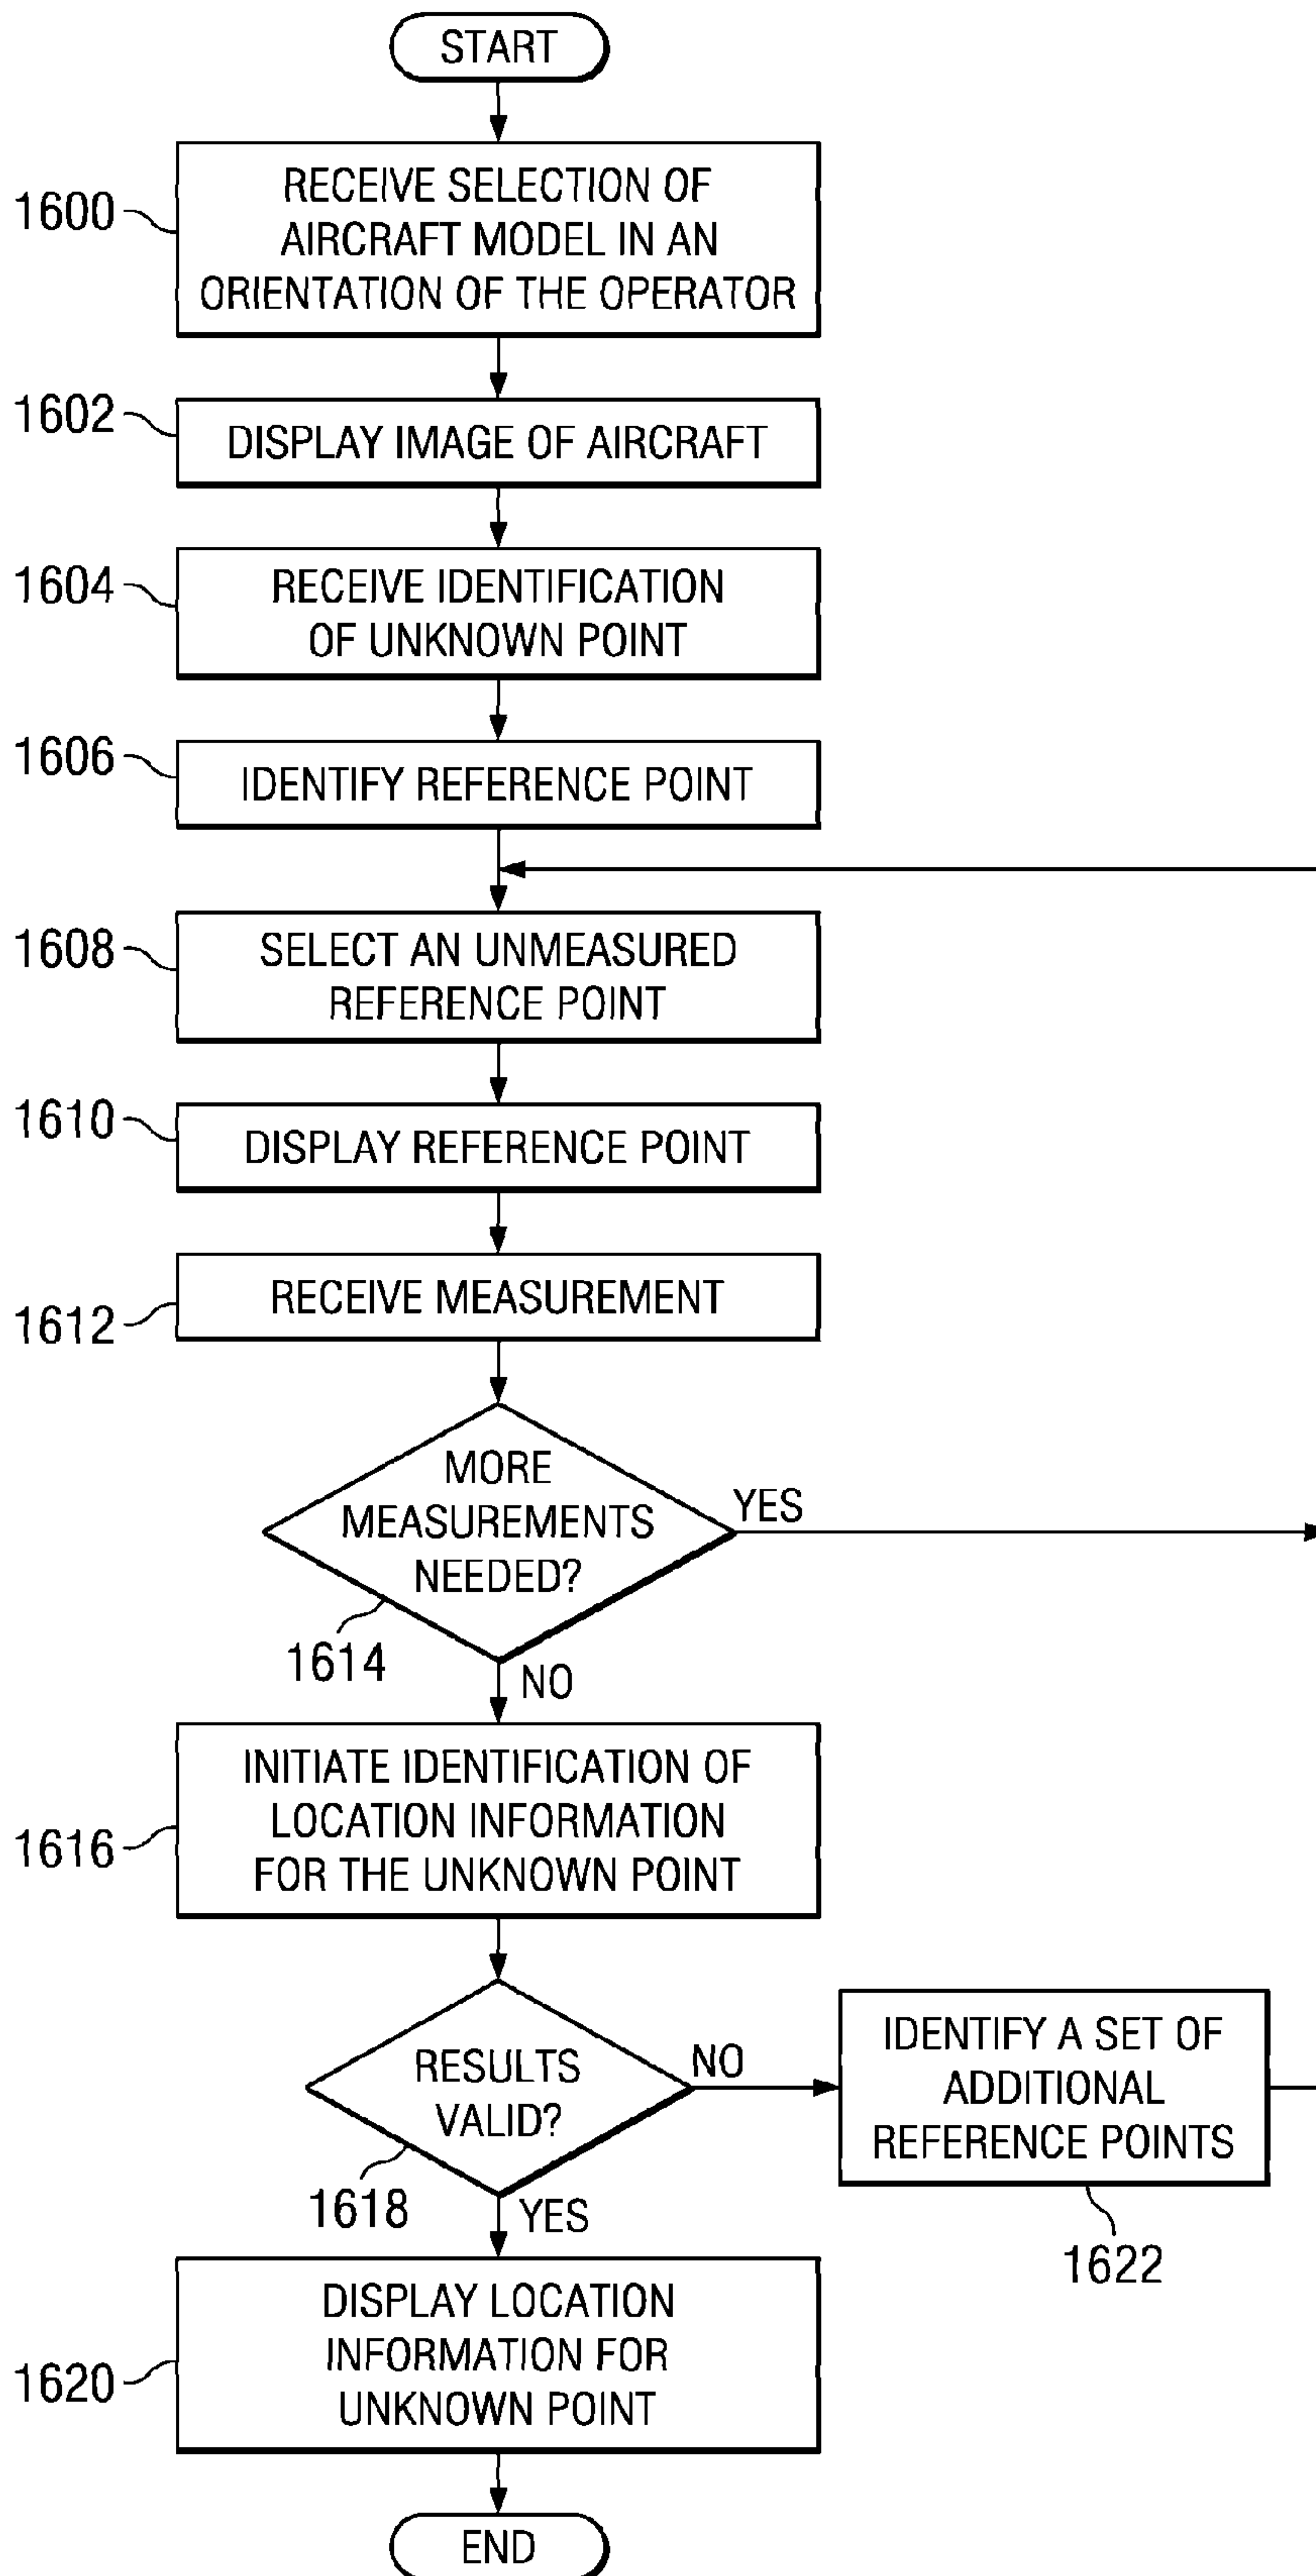 START
1600
RECEIVE SELECTION OF
AIRCRAFT MODEL IN AN
ORIENTATION OF THE OPERATOR
1602
DISPLAY IMAGE OF AIRCRAFT
1604
RECEIVE IDENTIFICATION
OF UNKNOWN POINT
1606
IDENTIFY REFERENCE POINT
1608
SELECT AN UNMEASURED
REFERENCE POINT
1610
DISPLAY REFERENCE POINT
1612
RECEIVE MEASUREMENT
MORE
MEASUREMENTS
NEEDED?
YES
1614
NO
1616
INITIATE IDENTIFICATION OF
LOCATION INFORMATION
FOR THE UNKNOWN POINT
RESULTS
VALID?
NO
1618
YES
IDENTIFY A SET OF
ADDITIONAL
REFERENCE POINTS
1622
1620
DISPLAY LOCATION
INFORMATION FOR
UNKNOWN POINT
END